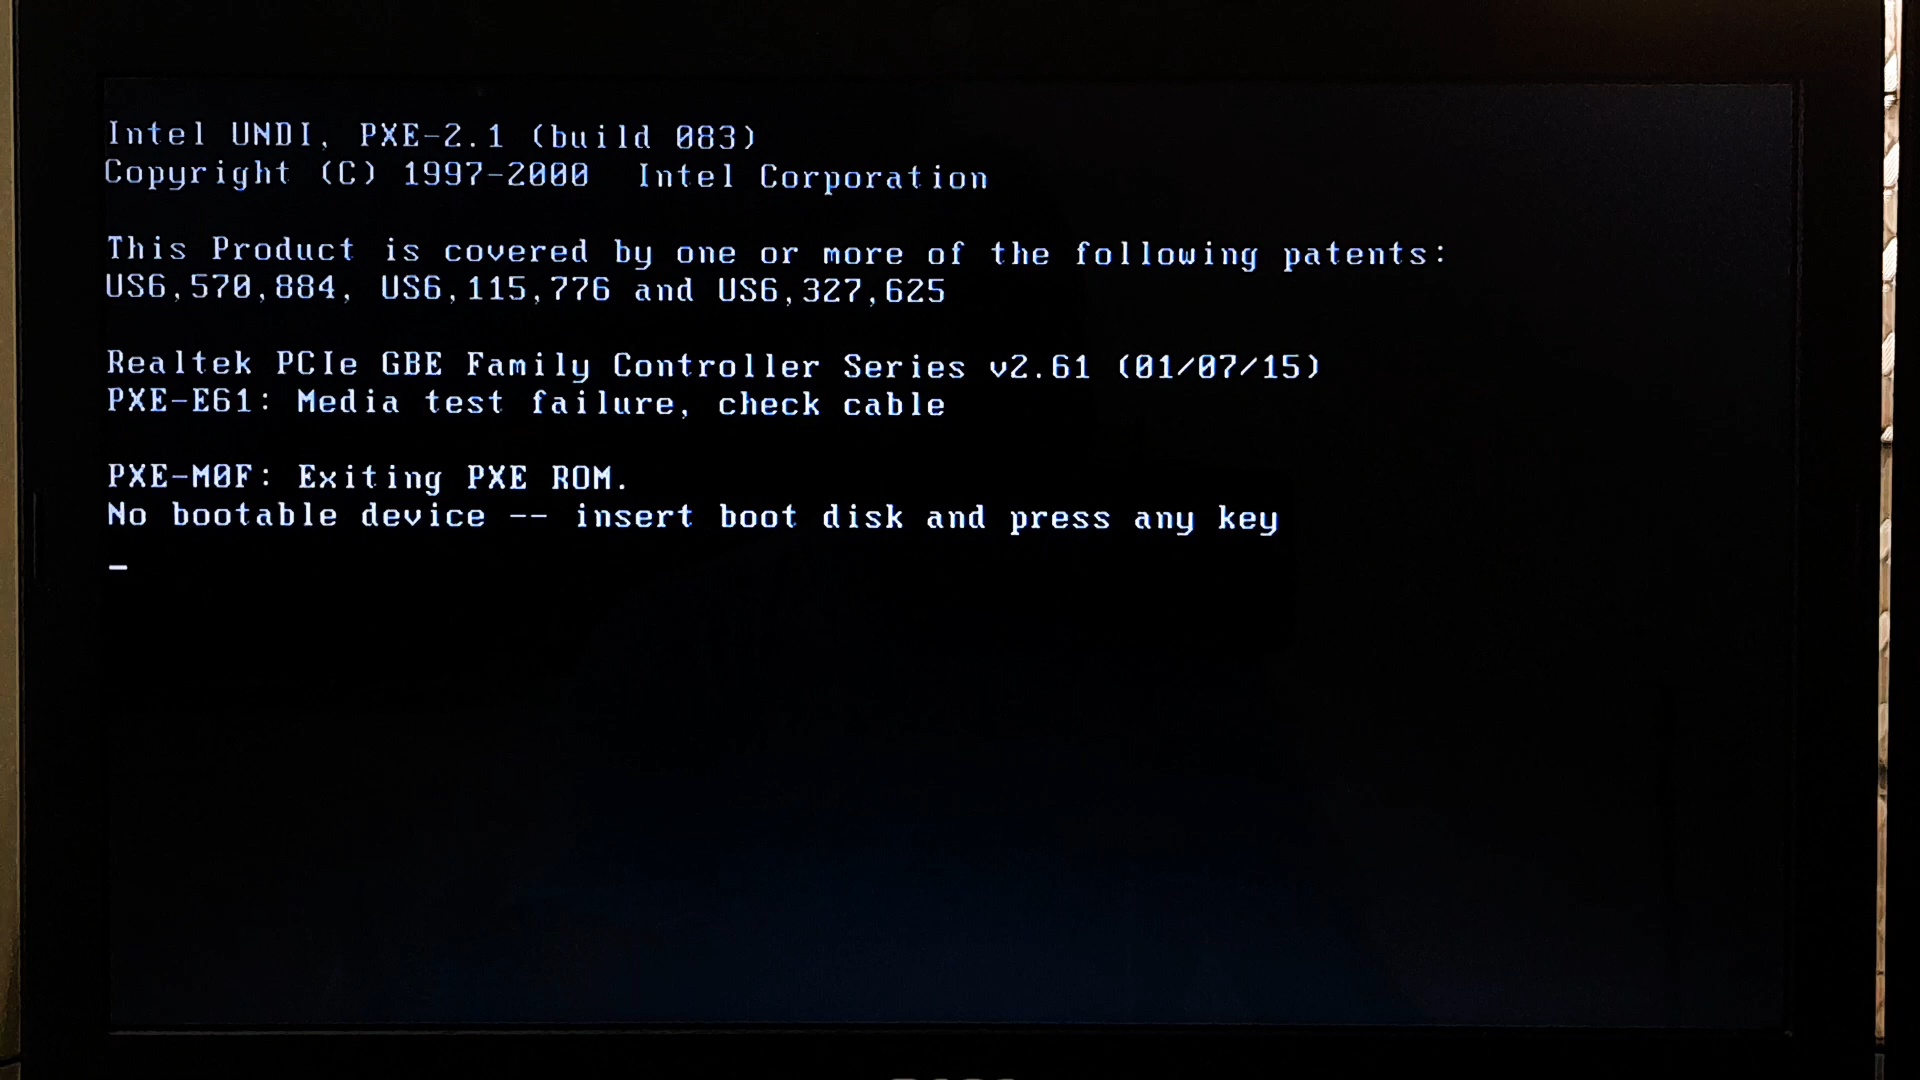 Intel UNDI, PXE-2.1 (build 083)
Copyright (C) 1997-2000  Intel Corporation
This Product is covered by one or more of the following patents:
US6,570,884, US6,115,776 and US6,327,625
Realtek PCIe GBE Family Controller Series v2.61 (01/07/15)
PXE-E61: Media test failure, check cable
PXE-M0F: Exiting PXE ROM.
No bootable device -- insert boot disk and press any key
_